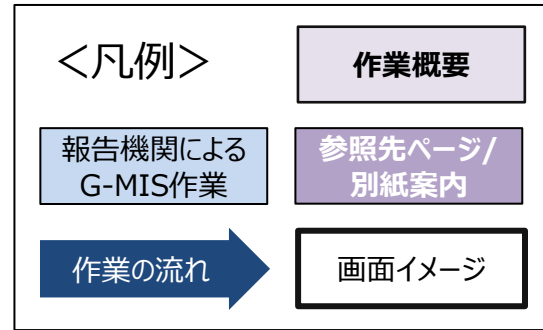 ＜凡例＞
作業概要
報告機関による
G-MIS作業
参照先ページ/
別紙案内
作業の流れ
画面イメージ